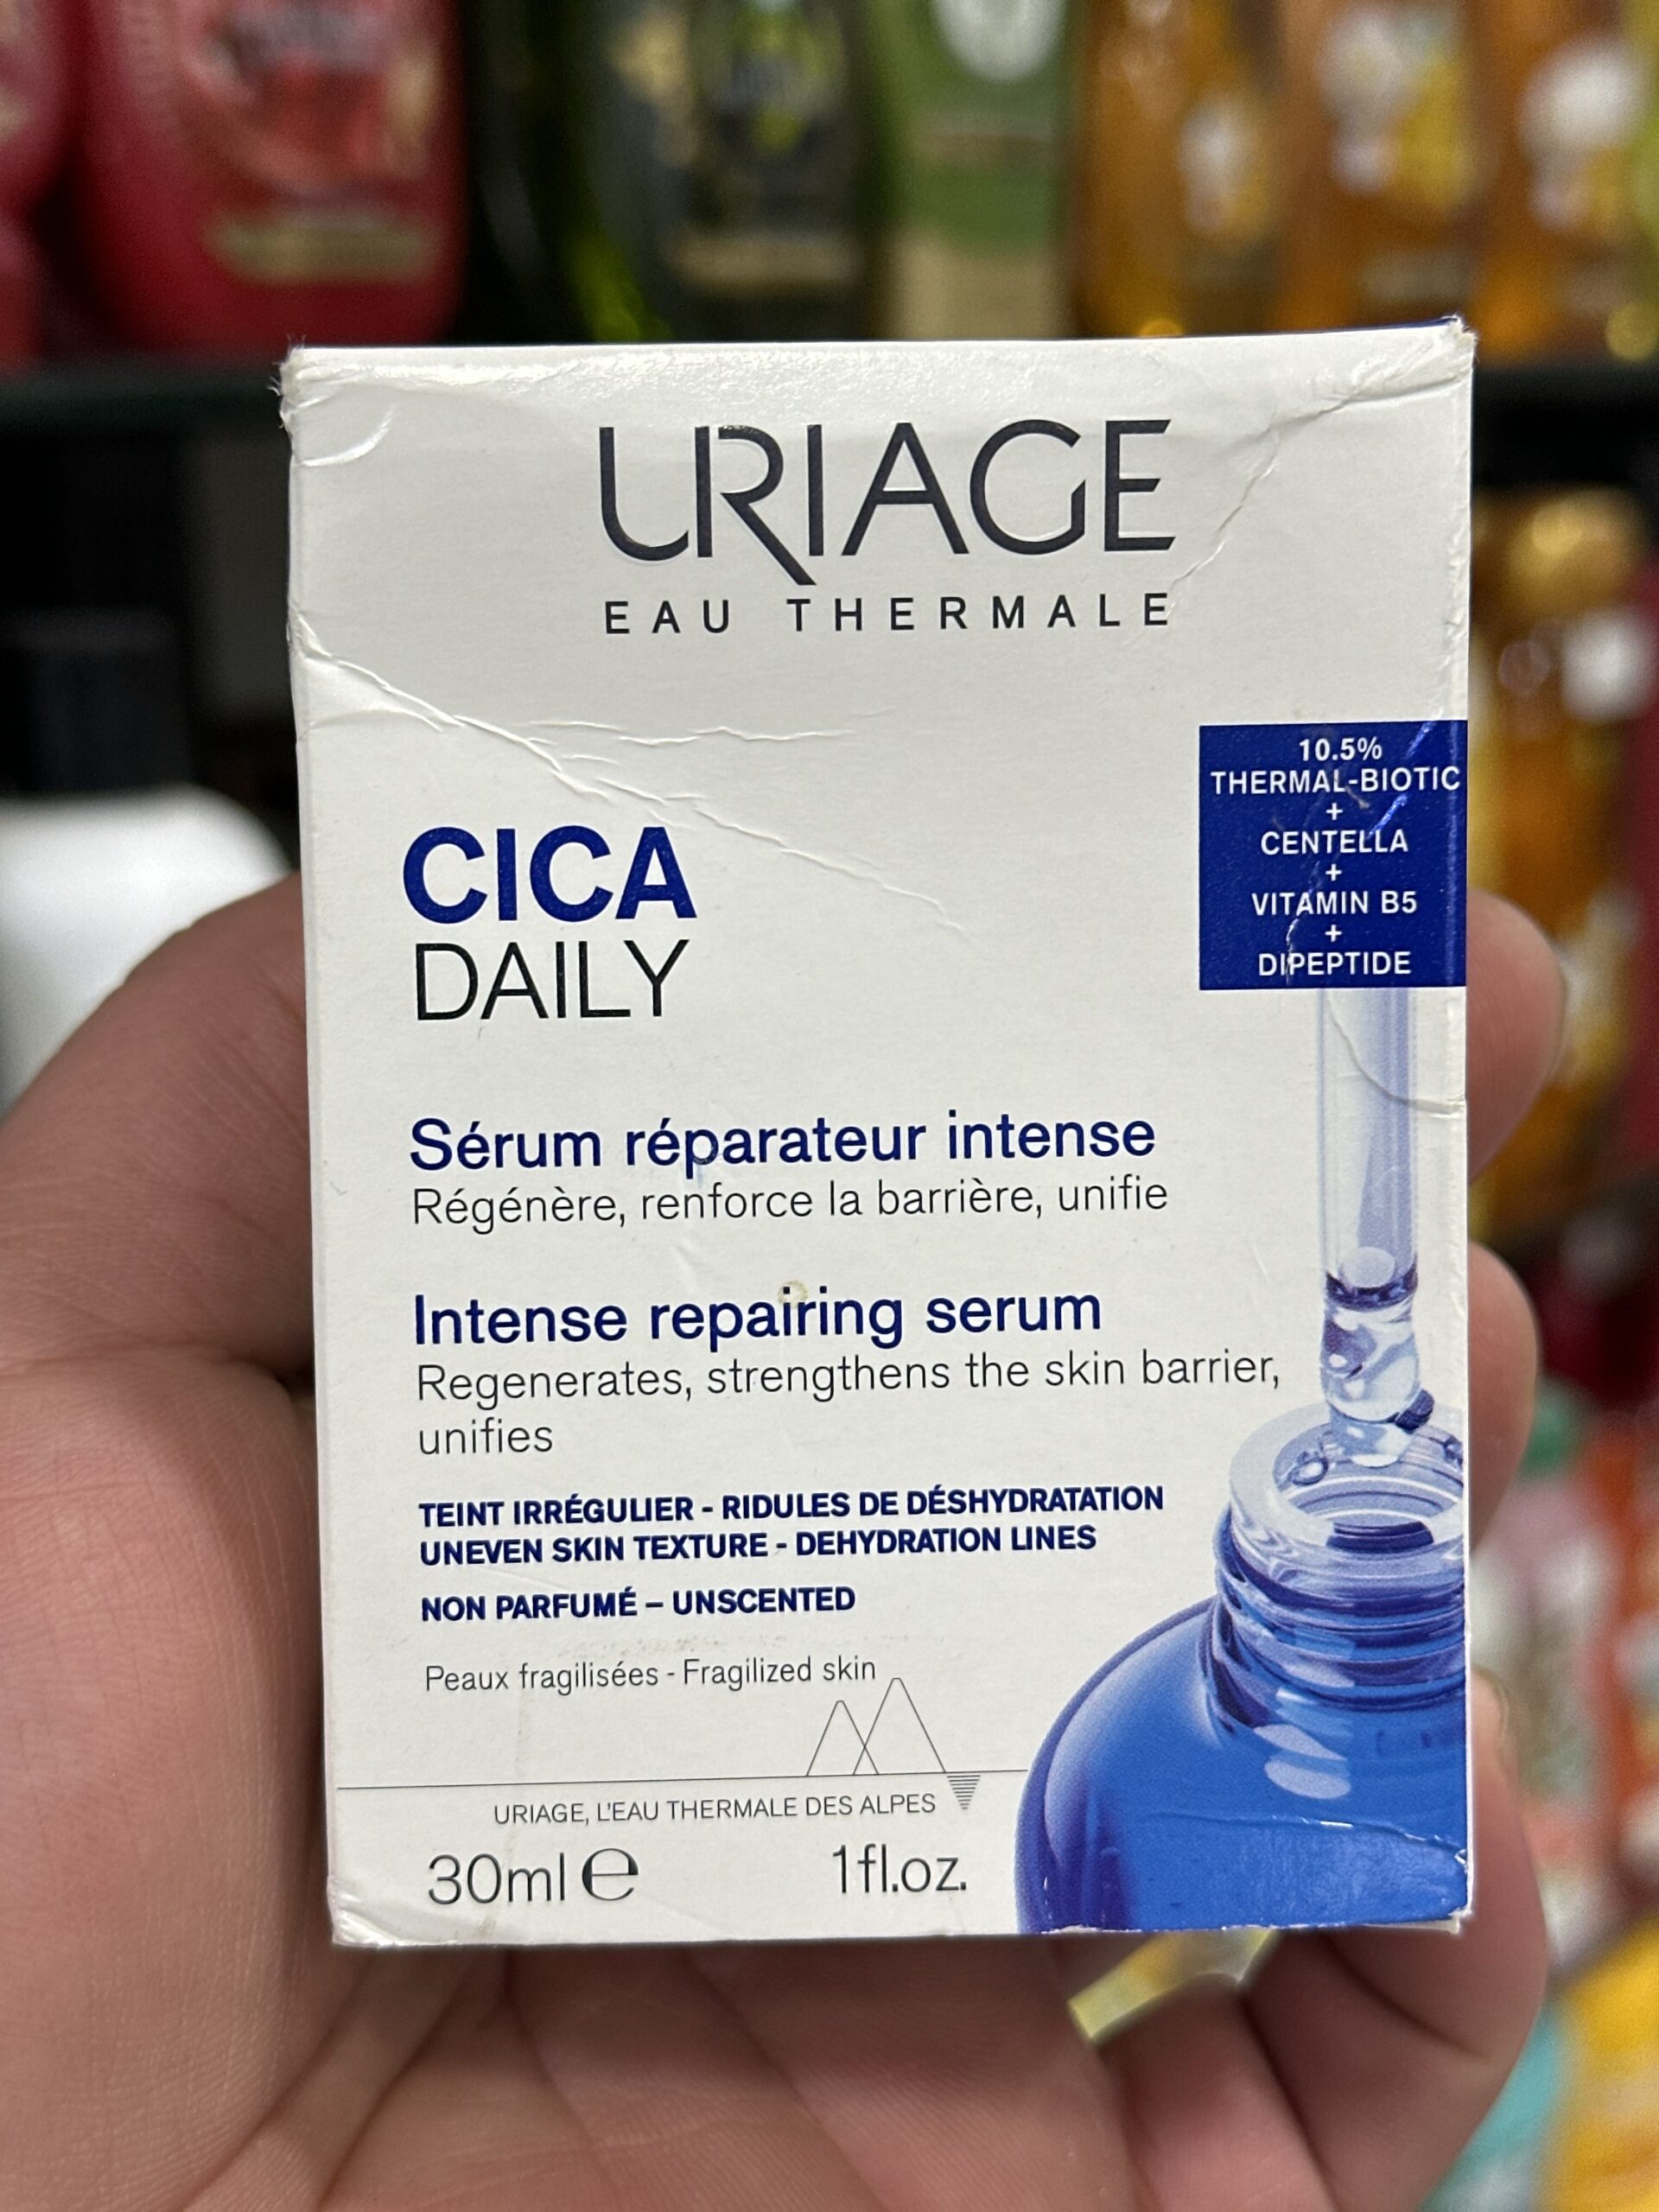 URIAGE
EAU THERMALE
10.5%
THERMAL-BIOTIC
+
CENTELLA
+
VITAMIN B5
+
DIPEPTIDE
CICA
DAILY
Sérum réparateur intense
Régénère, renforce la barrière, unifie
Intense repairing serum
Regenerates, strengthens the skin barrier,
unifies
TEINT IRRÉGULIER - RIDULES DE DÉSHYDRATATION
UNEVEN SKIN TEXTURE - DEHYDRATION LINES
NON PARFUMÉ – UNSCENTED
Peaux fragilisées - Fragilized skin
URIAGE, L'EAU THERMALE DES ALPES
30ml e 1fl.oz.